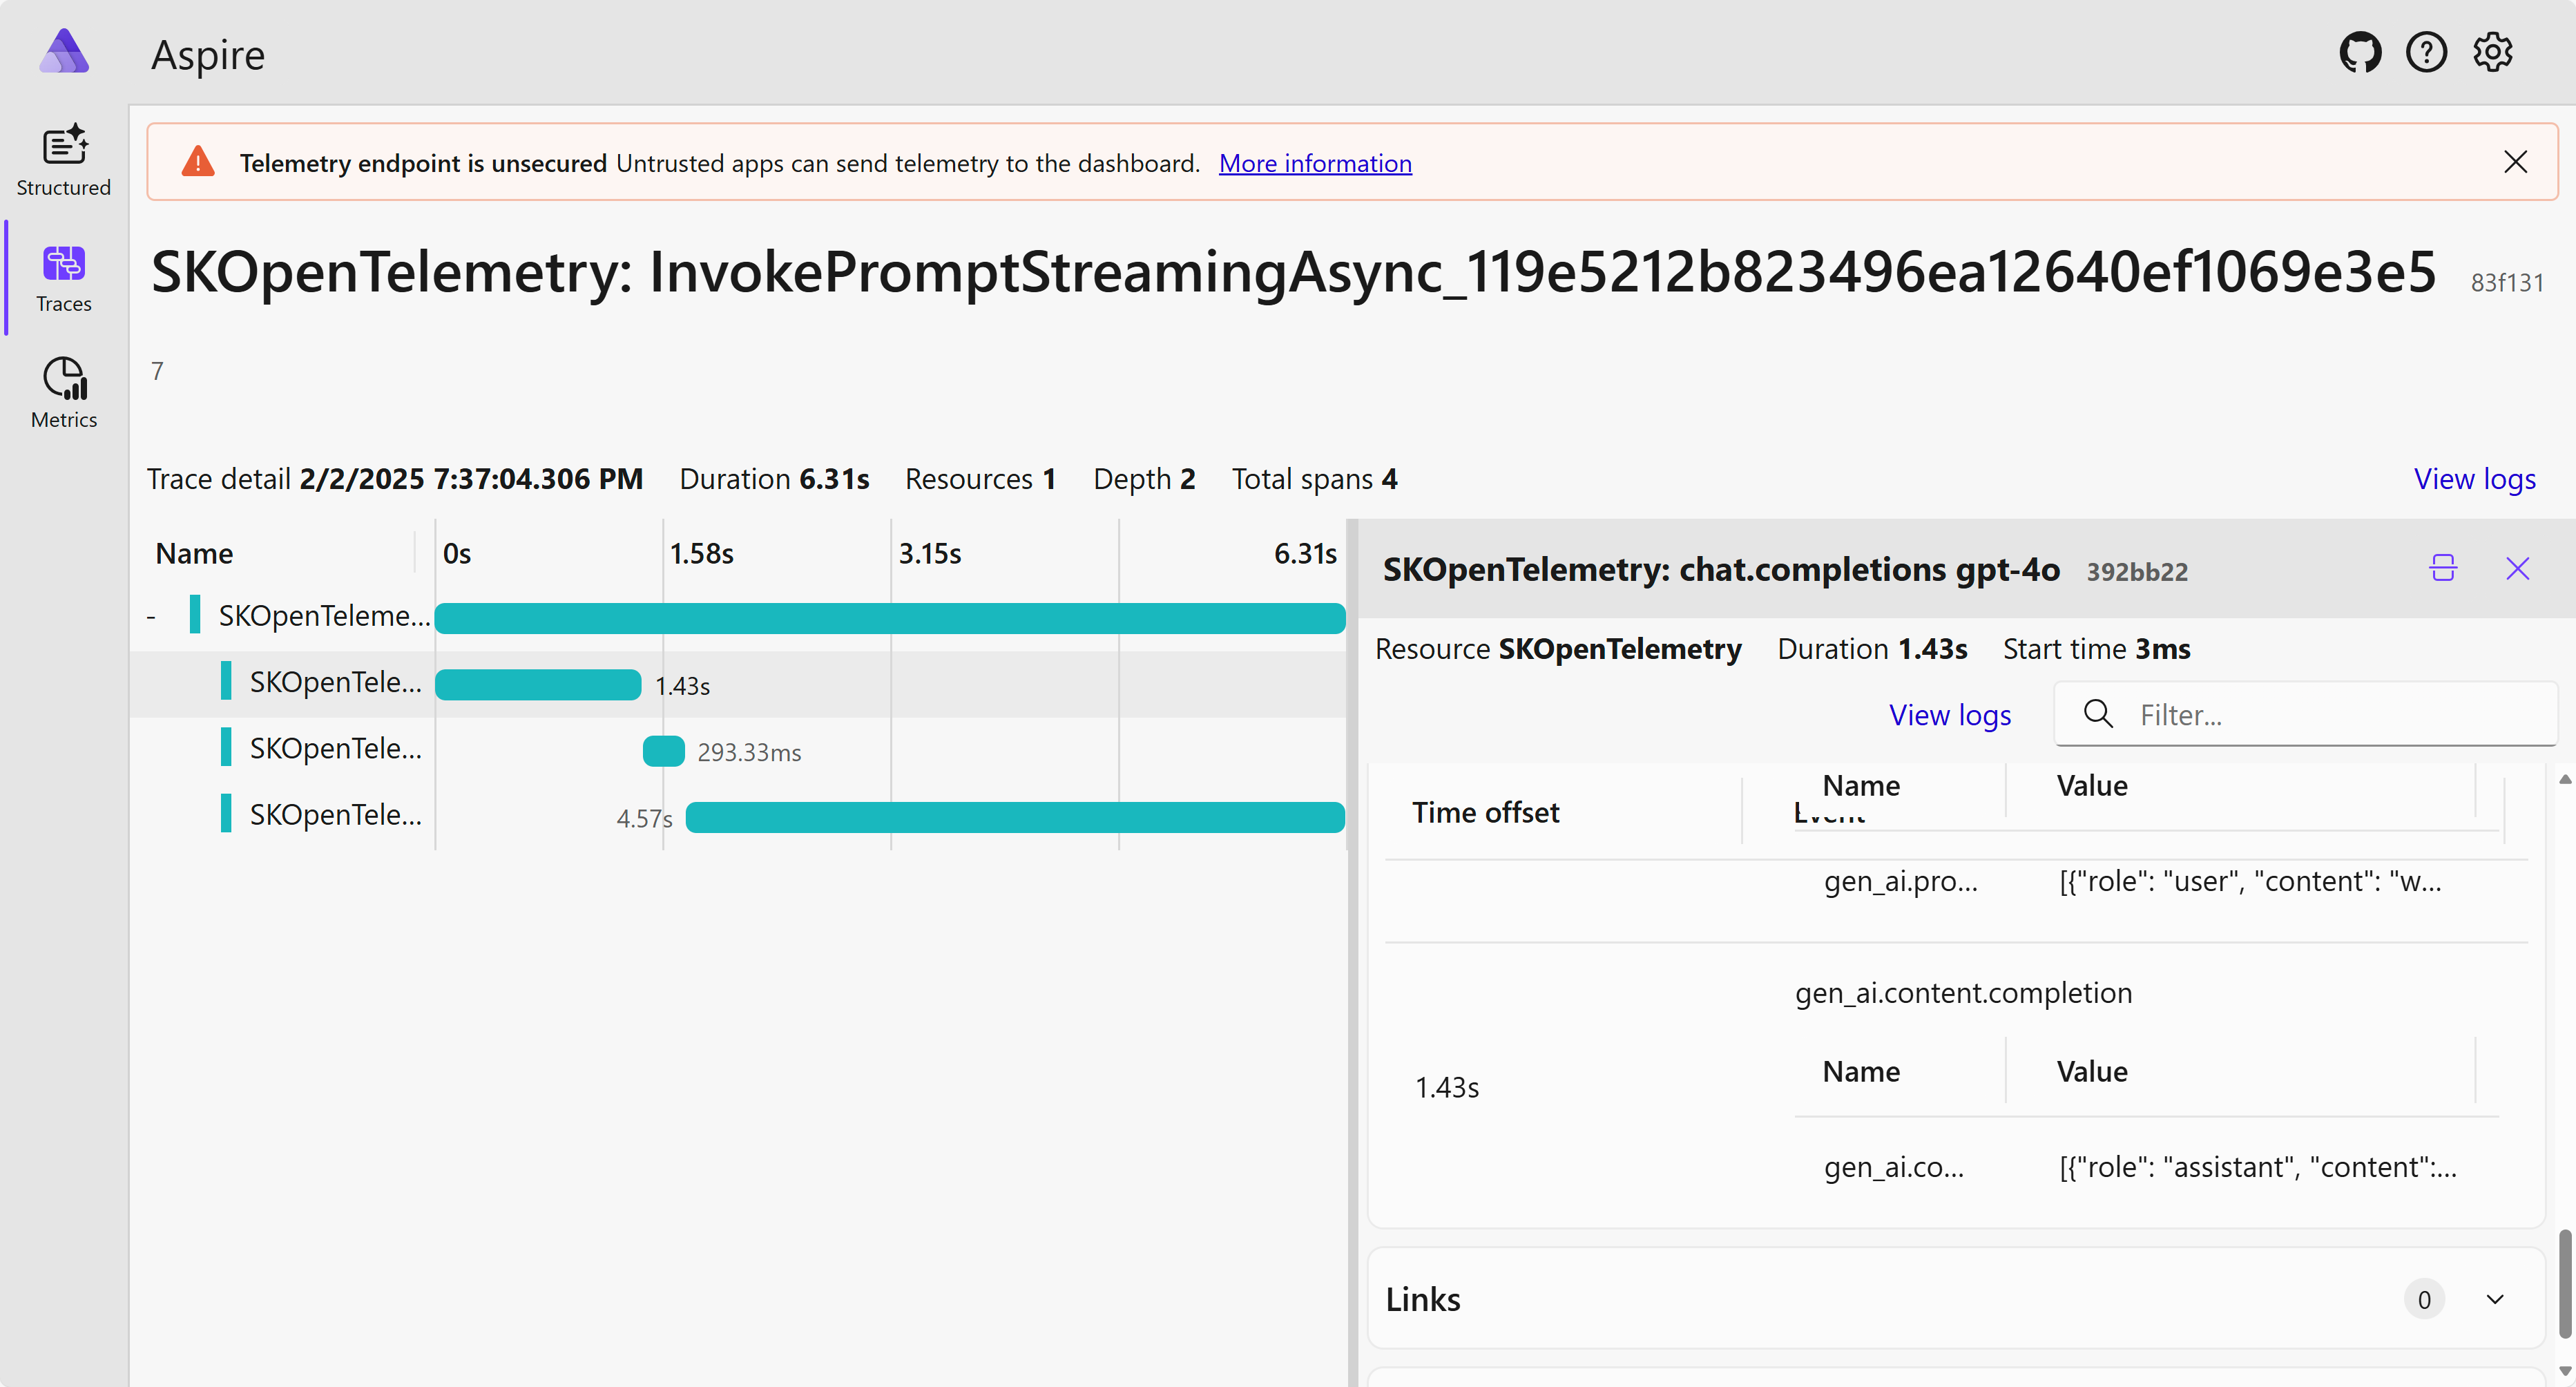 Aspire
Structured
Traces
Metrics
Telemetry endpoint is unsecured Untrusted apps can send telemetry to the dashboard. More information
SKOpenTelemetry: InvokePromptStreamingAsync_119e5212b823496ea12640ef1069e3e5 83f131
7
Trace detail 2/2/2025 7:37:04.306 PM Duration 6.31s Resources 1 Depth 2 Total spans 4 View logs
Name 0s 1.58s 3.15s 6.31s
- SKOpenTeleme...
SKOpenTele... 1.43s
SKOpenTele... 293.33ms
SKOpenTele... 4.57s
SKOpenTelemetry: chat.completions gpt-4o 392bb22
Resource SKOpenTelemetry Duration 1.43s Start time 3ms
View logs Filter...
Name Value
Time offset Event
gen_ai.pro... [{"role": "user", "content": "w...
gen_ai.content.completion
Name Value
1.43s
gen_ai.co... [{"role": "assistant", "content":...
Links 0